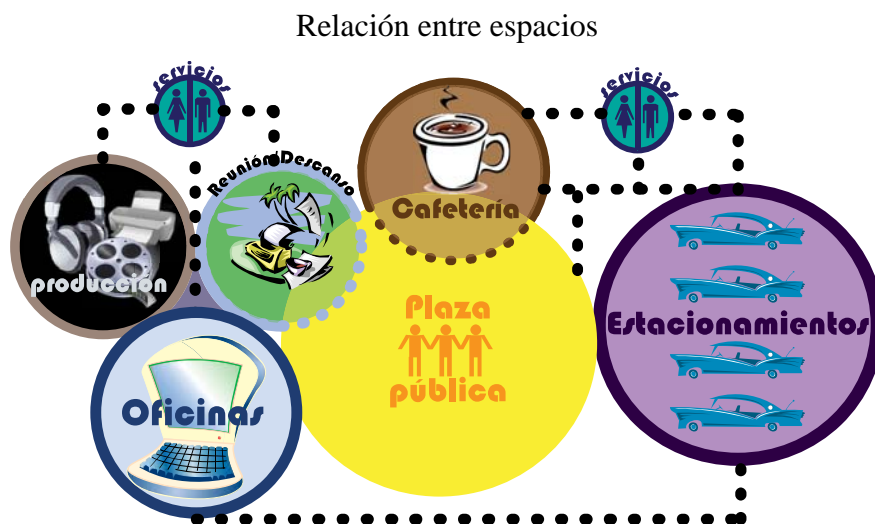 Relación entre espacios
servicios
servicios
Reunión/Descanso
Cafetería
producción
Plaza
pública
Estacionamientos
Oficinas